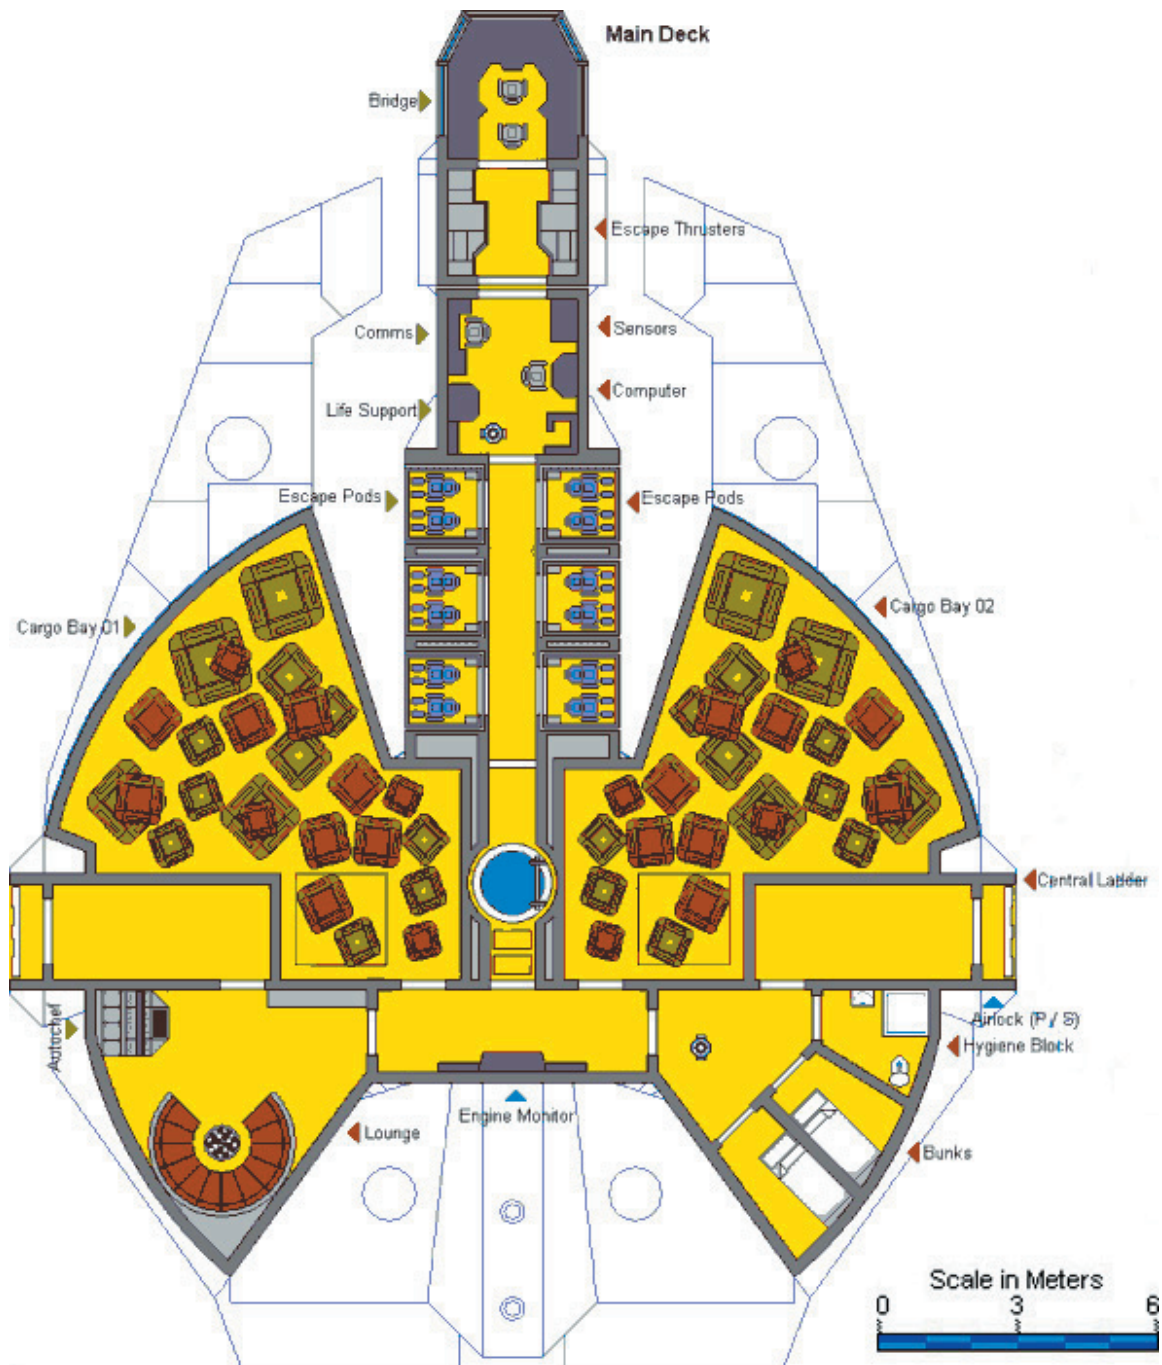 Main Deck
Bridge
Escape Thrusters
Comms
Sensors
Life Support
Computer
Escape Pods
Escape Pods
Cargo Bay 01
Cargo Bay 02
Central Ladder
Autochef
Airlock (P / S)
Hygiene Block
Engine Monitor
Lounge
Bunks
Scale in Meters
0 3 6